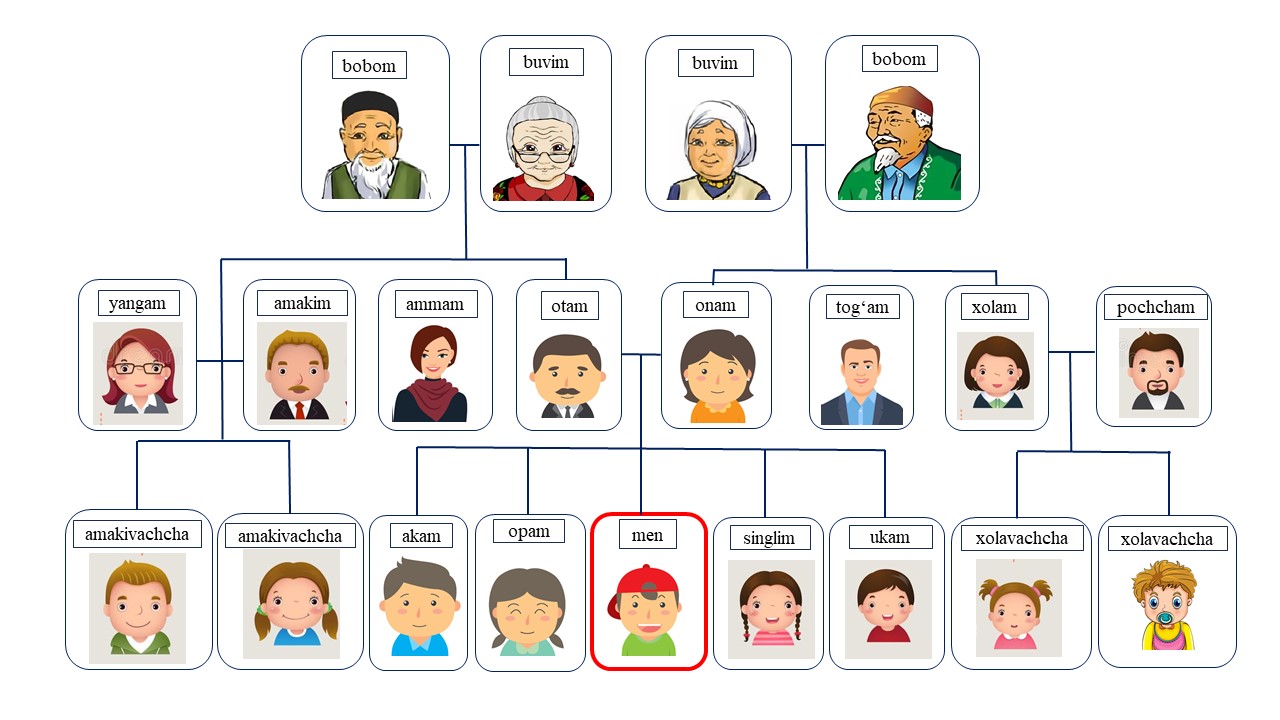 bobom
buvim
buvim
bobom
yangam
amakim
ammam
otam
onam
tog‘am
xolam
pochcham
amakivachcha
amakivachcha
akam
opam
men
singlim
ukam
xolavachcha
xolavachcha